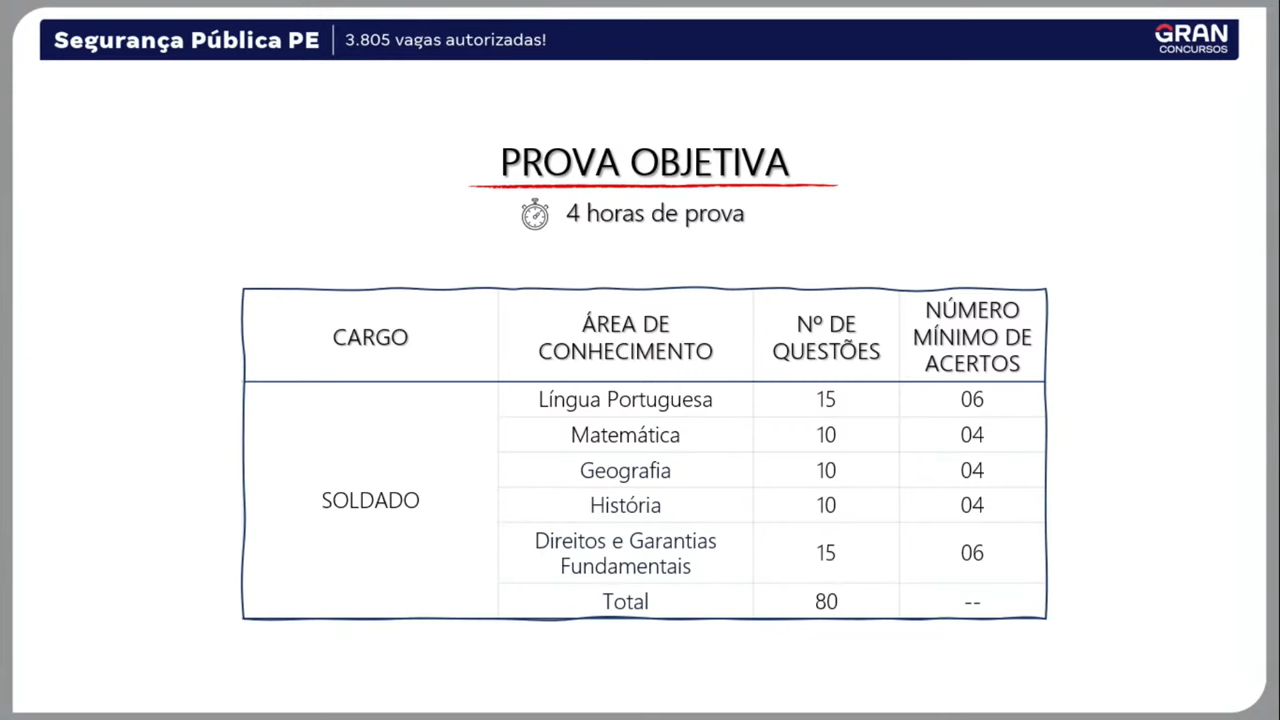 Segurança Pública PE 3.805 vagas autorizadas!
GRAN
CONCURSOS
PROVA OBJETIVA
4 horas de prova
CARGO
ÁREA DE
CONHECIMENTO
Nº DE
QUESTÕES
NÚMERO
MÍNIMO DE
ACERTOS
SOLDADO
Língua Portuguesa 15 06
Matemática 10 04
Geografia 10 04
História 10 04
Direitos e Garantias
Fundamentais 15 06
Total 80 --